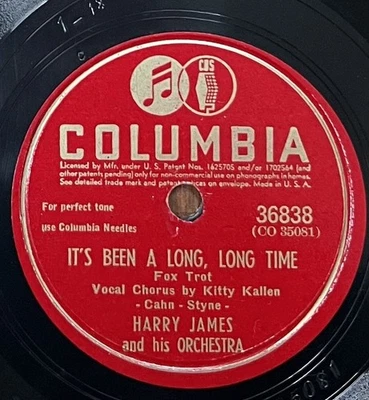 1-1
CBS
COLUMBIA
Licensed by Mfr. under U. S. Patent Nos. 1625705 and/or 1702564 (and
other patents pending) only for non-commercial use on phonographs in homes.
See detailed trade mark and patent notices on envelope. Made in U. S. A.
For perfect tone
use Columbia Needles
36838
(CO 35081)
IT'S BEEN A LONG, LONG TIME
Fox Trot
Vocal Chorus by Kitty Kallen
- Cahn - Styne -
HARRY JAMES
and his ORCHESTRA
5081